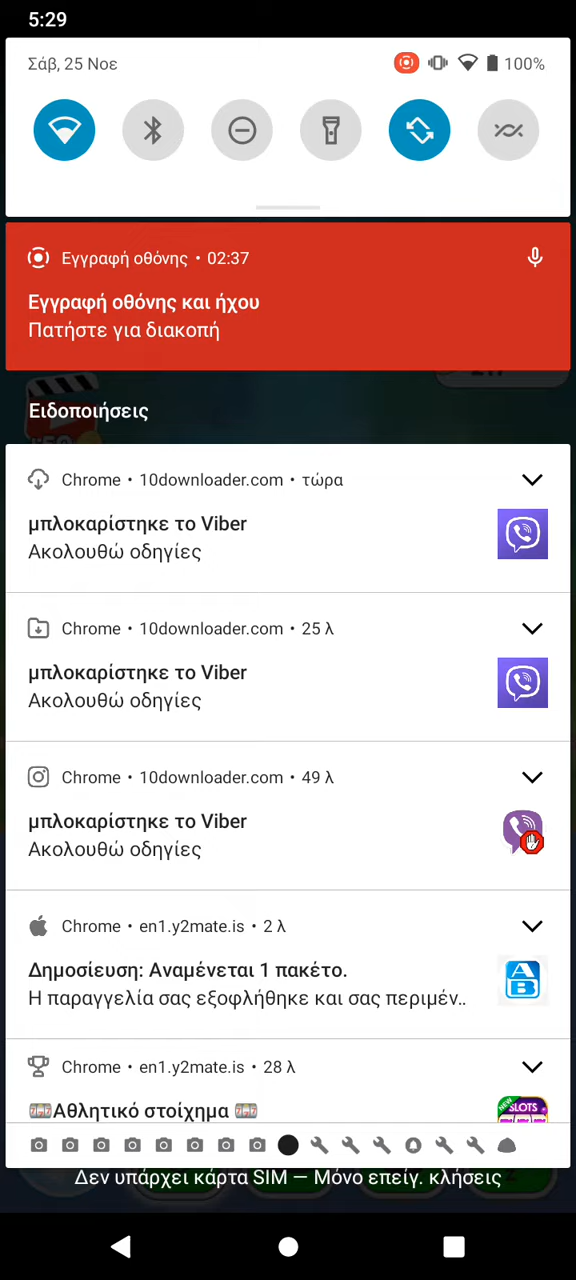 5:29
Σάβ, 25 Νοε
100%
Εγγραφή οθόνης • 02:37
Εγγραφή οθόνης και ήχου
Πατήστε για διακοπή
Ειδοποιήσεις
Chrome • 10downloader.com • τώρα
μπλοκαρίστηκε το Viber
Ακολουθώ οδηγίες
Chrome • 10downloader.com • 25 λ
μπλοκαρίστηκε το Viber
Ακολουθώ οδηγίες
Chrome • 10downloader.com • 49 λ
μπλοκαρίστηκε το Viber
Ακολουθώ οδηγίες
Chrome • en1.y2mate.is • 2 λ
Δημοσίευση: Αναμένεται 1 πακέτο.
Η παραγγελία σας εξοφλήθηκε και σας περιμέν..
AB
Chrome • en1.y2mate.is • 28 λ
🎰Αθλητικό στοίχημα 🎰
NEW SLOTS
Δεν υπάρχει κάρτα SIM — Μόνο επείγ. κλήσεις